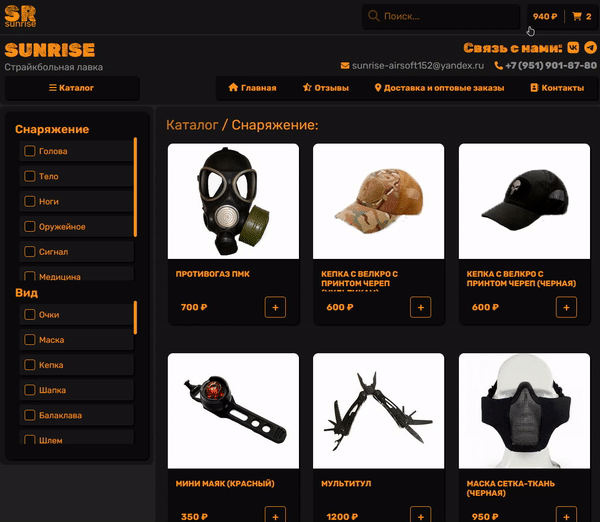 SR
sunrise
Поиск...
940 ₽
2
SUNRISE
Связь с нами:
Страйкбольная лавка
sunrise-airsoft152@yandex.ru
+7 (951) 901-87-80
Каталог
Главная
Отзывы
Доставка и оптовые заказы
Контакты
Снаряжение
Голова
Тело
Ноги
Оружейное
Сигнал
Медицина
Вид
Очки
Маска
Кепка
Шапка
Балаклава
Шлем
Каталог / Снаряжение:
ПРОТИВОГАЗ ПМК
700 ₽
+
КЕПКА С ВЕЛКРО С
ПРИНТОМ ЧЕРЕП
600 ₽
+
КЕПКА С ВЕЛКРО С
ПРИНТОМ ЧЕРЕП (ЧЕРНАЯ)
600 ₽
+
МИНИ МАЯК (КРАСНЫЙ)
350 ₽
+
МУЛЬТИТУЛ
1200 ₽
+
МАСКА СЕТКА-ТКАНЬ
(ЧЕРНАЯ)
950 ₽
+